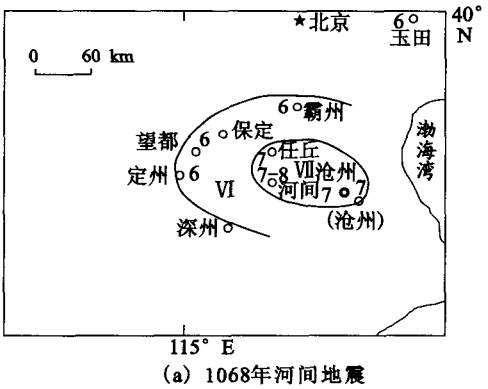 ★北京
6 玉田
40°
N
0 60 km
6 霸州
保定
望都 6
渤海湾
7 任丘
定州 6
Ⅵ
Ⅶ 沧州
7-8
河间
7
7
(沧州)
深州
115° E
(a) 1068年河间地震